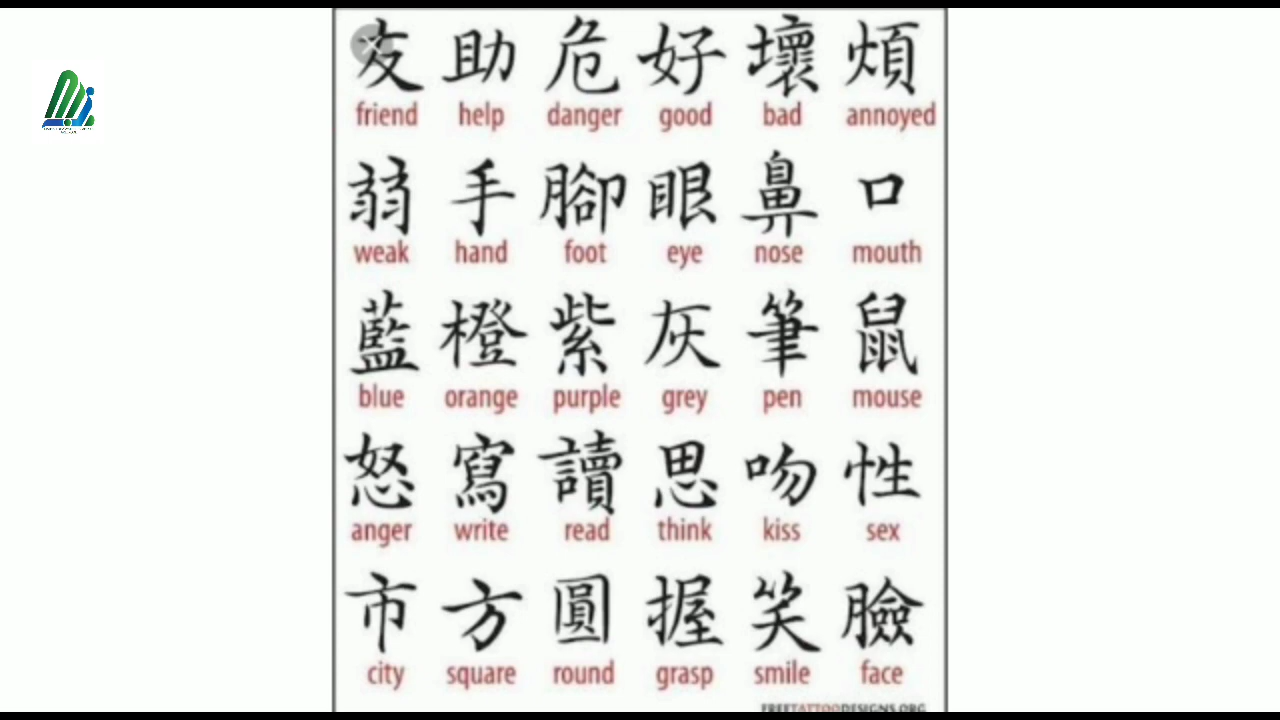 友 助 危 好 壞 煩
friend help danger good bad annoyed
弱 手 腳 眼 鼻 口
weak hand foot eye nose mouth
藍 橙 紫 灰 筆 鼠
blue orange purple grey pen mouse
怒 寫 讀 思 吻 性
anger write read think kiss sex
市 方 圓 握 笑 臉
city square round grasp smile face
FREETATTOODESIGNS.ORG